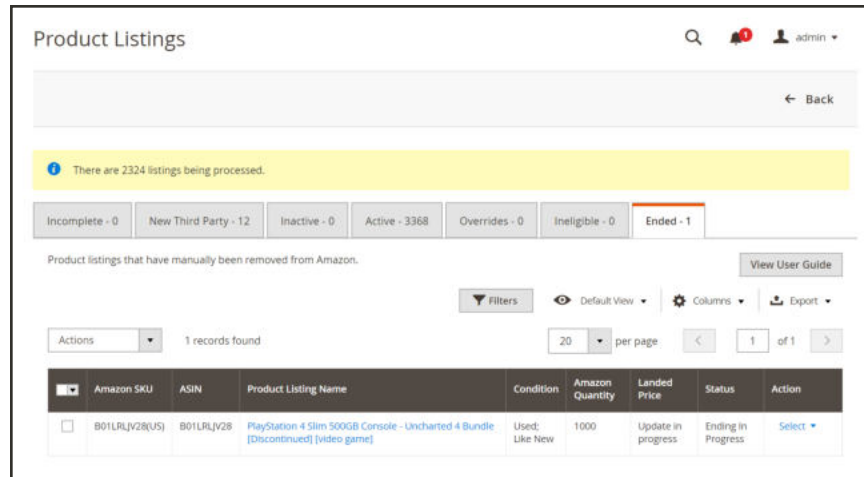 Product Listings
1
admin
Back
There are 2324 listings being processed.
Incomplete - 0
New Third Party - 12
Inactive - 0
Active - 3368
Overrides - 0
Ineligible - 0
Ended - 1
Product listings that have manually been removed from Amazon.
View User Guide
Filters
Default View
Columns
Export
Actions
1 records found
20
per page
1
of 1
Amazon SKU
ASIN
Product Listing Name
Condition
Amazon
Quantity
Landed
Price
Status
Action
B01LRLJV28(US)
B01LRLJV28
PlayStation 4 Slim 500GB Console - Uncharted 4 Bundle
[Discontinued] [video game]
Used;
Like New
1000
Update in
progress
Ending in
Progress
Select